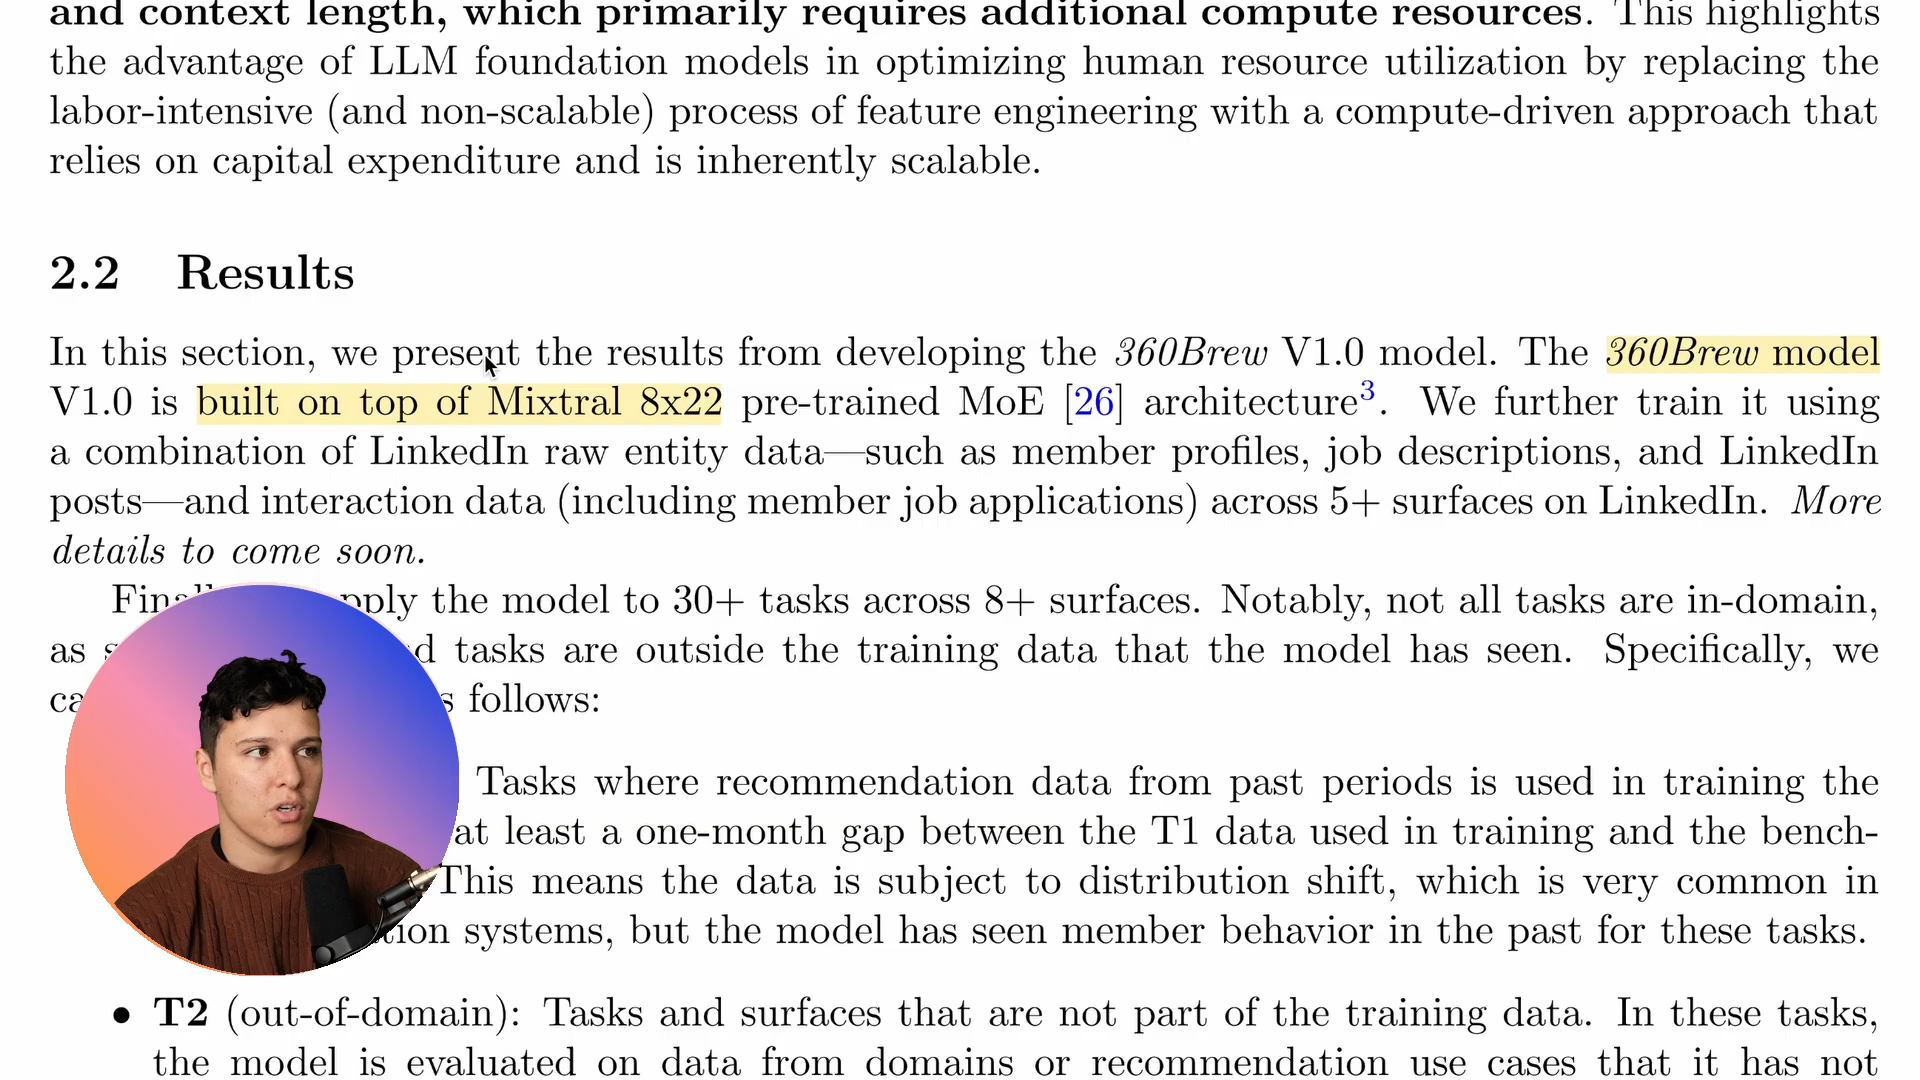 and context length, which primarily requires additional compute resources. This highlights
the advantage of LLM foundation models in optimizing human resource utilization by replacing the
labor-intensive (and non-scalable) process of feature engineering with a compute-driven approach that
relies on capital expenditure and is inherently scalable.
2.2 Results
In this section, we present the results from developing the 360Brew V1.0 model. The 360Brew model
V1.0 is built on top of Mixtral 8x22 pre-trained MoE [26] architecture3. We further train it using
a combination of LinkedIn raw entity data—such as member profiles, job descriptions, and LinkedIn
posts—and interaction data (including member job applications) across 5+ surfaces on LinkedIn. More
details to come soon.
the model to 30+ tasks across 8+ surfaces. Notably, not all tasks are in-domain,
as tasks are outside the training data that the model has seen. Specifically, we
follows:
Tasks where recommendation data from past periods is used in training the
at least a one-month gap between the T1 data used in training and the bench-
This means the data is subject to distribution shift, which is very common in
systems, but the model has seen member behavior in the past for these tasks.
• T2 (out-of-domain): Tasks and surfaces that are not part of the training data. In these tasks,
the model is evaluated on data from domains or recommendation use cases that it has not